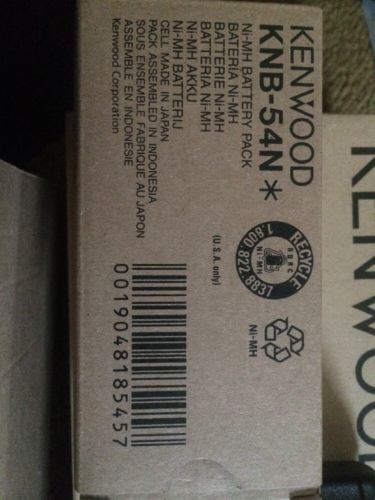 KENWOOD
KNB-54N *
Ni-MH BATTERY PACK
BATERIA Ni-MH
BATTERIE Ni-MH
BATTERIA Ni-MH
Ni-MH AKKU
Ni-MH BATTERIJ
CELL MADE IN JAPAN
PACK ASSEMBLED IN INDONESIA
SOUS ENSEMBLE FABRIQUE AU JAPON
ASSEMBLE EN INDONESIE
Kenwood Corporation
RECYCLE
RBRC
Ni-MH
1.800.822.8837
(U.S.A. only)
Ni-MH
0019048185457
KENWOOD